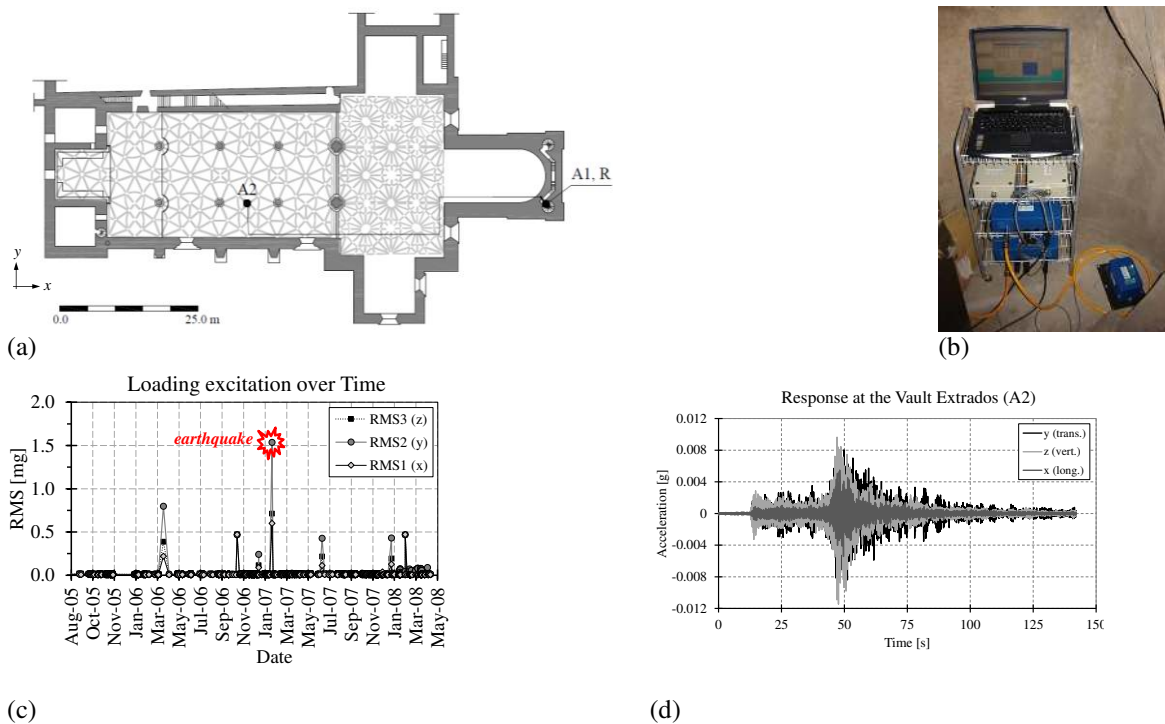 A2
A1, R
y
x
0.0
25.0 m
(a)
(b)
Loading excitation over Time
2.0
1.5
1.0
0.5
0.0
RMS [mg]
earthquake
RMS3 (z)
RMS2 (y)
RMS1 (x)
Aug-05
Oct-05
Nov-05
Jan-06
Mar-06
May-06
Jul-06
Sep-06
Nov-06
Jan-07
Mar-07
May-07
Jul-07
Sep-07
Nov-07
Jan-08
Mar-08
May-08
Date
Response at the Vault Extrados (A2)
0.012
0.008
0.004
0
-0.004
-0.008
-0.012
Acceleration [g]
y (trans.)
z (vert.)
x (long.)
0
25
50
75
100
125
Time [s]
(c)
(d)